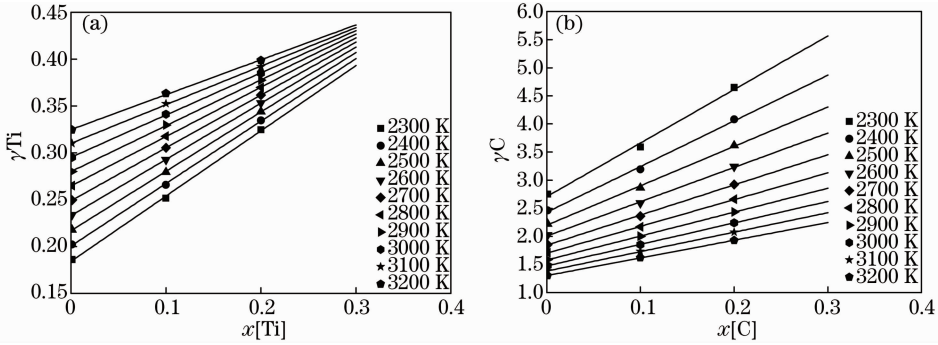 (a)
γTi
0.45
0.40
0.35
0.30
0.25
0.20
0.15
0
0.1
0.2
0.3
0.4
x[Ti]
2300 K
2400 K
2500 K
2600 K
2700 K
2800 K
2900 K
3000 K
3100 K
3200 K
(b)
γC
6.0
5.5
5.0
4.5
4.0
3.5
3.0
2.5
2.0
1.5
1.0
0
0.1
0.2
0.3
0.4
x[C]
2300 K
2400 K
2500 K
2600 K
2700 K
2800 K
2900 K
3000 K
3100 K
3200 K